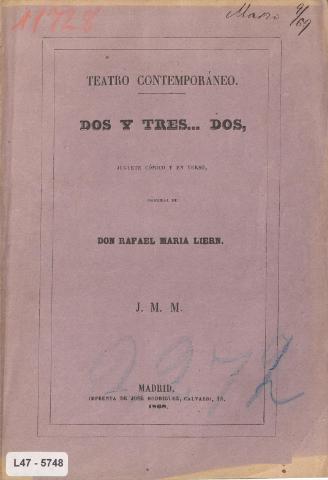 11728
9/69
TEATRO CONTEMPORÁNEO.
DOS Y TRES... DOS,
JUGUETE CÓMICO Y EN VERSO,
ORIGINAL DE
DON RAFAEL MARIA LIERN.
J. M. M.
2272
MADRID.
IMPRENTA DE JOSÉ RODRIGUEZ, CALVARIO, 18.
1868.
L47 - 5748